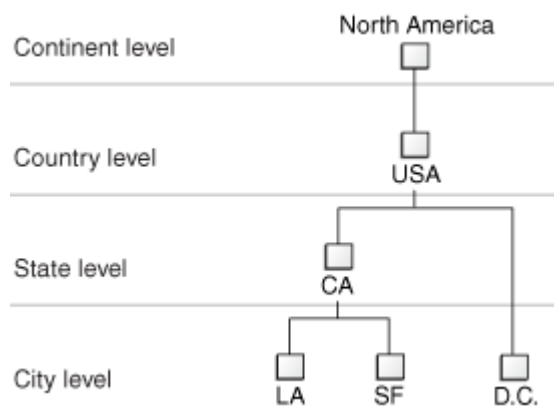 North America
Continent level
Country level
USA
State level
CA
City level
LA SF D.C.